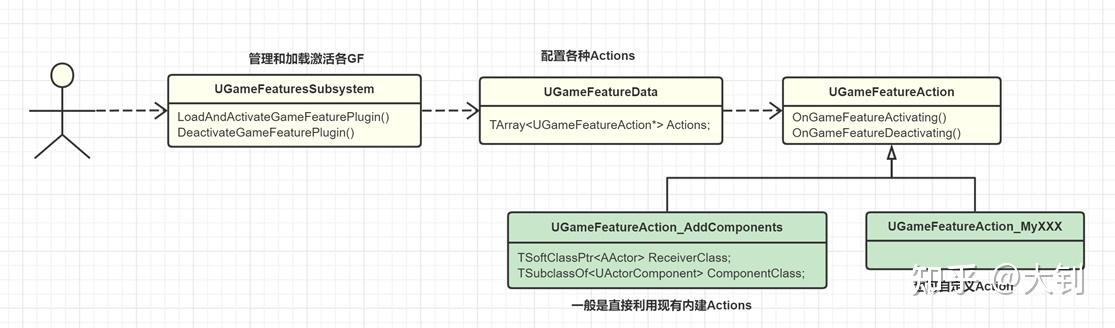 管理和加载激活各GF
UGameFeaturesSubsystem
LoadAndActivateGameFeaturePlugin()
DeactivateGameFeaturePlugin()
配置各种Actions
UGameFeatureData
TArray<UGameFeatureAction*> Actions;
UGameFeatureAction
OnGameFeatureActivating()
OnGameFeatureDeactivating()
UGameFeatureAction_AddComponents
TSoftClassPtr<AActor> ReceiverClass;
TSubclassOf<UActorComponent> ComponentClass;
一般是直接利用现有内建Actions
UGameFeatureAction_MyXXX
自定义Action
知乎 @大钊